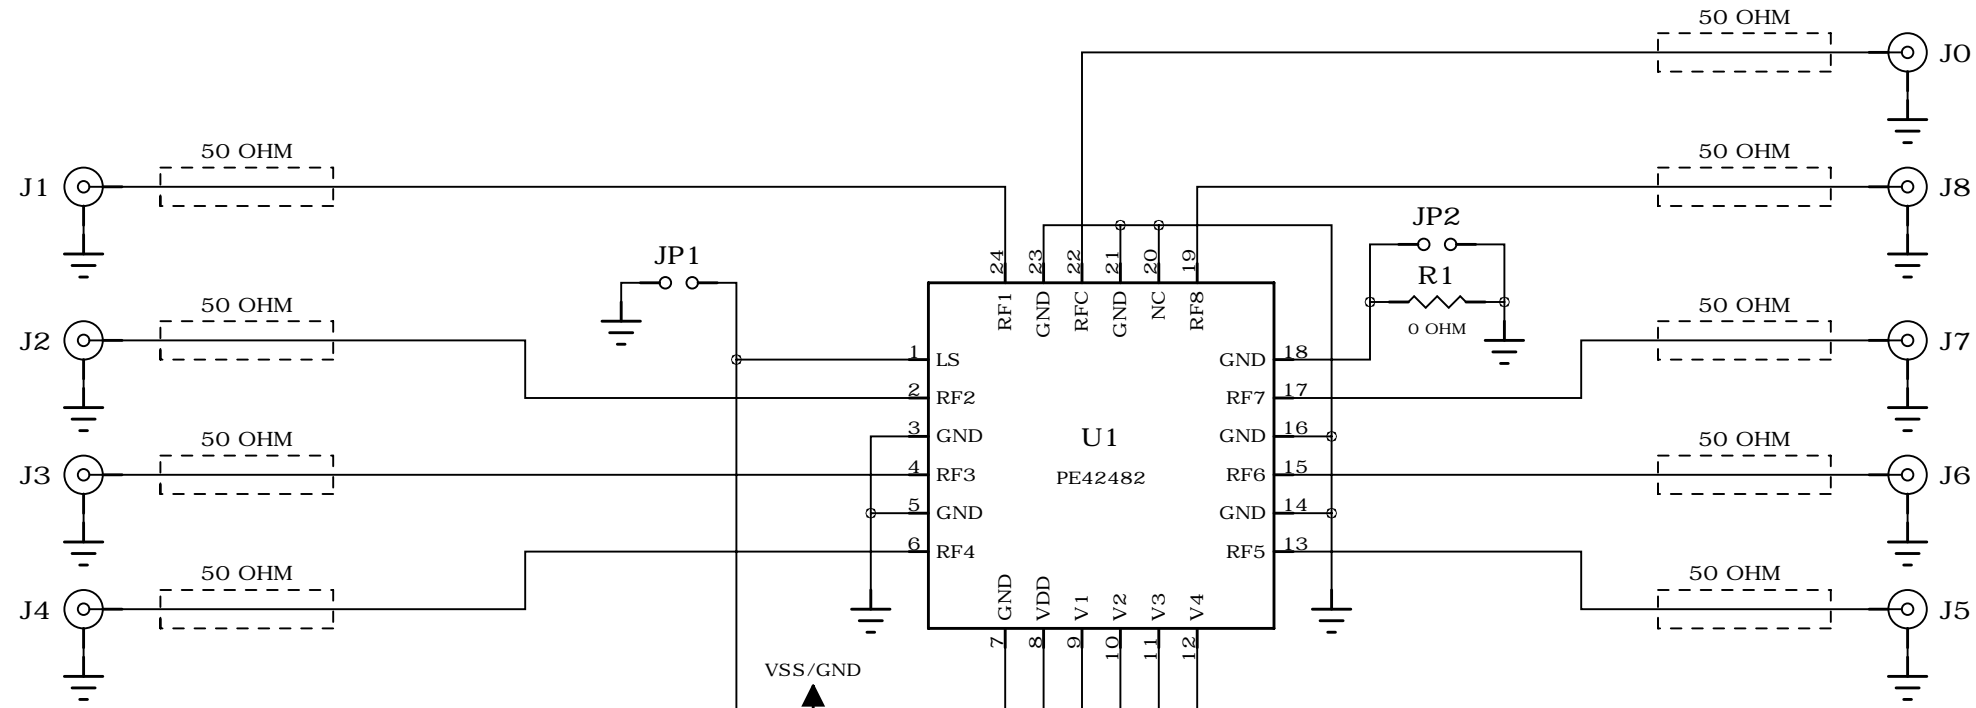 50 OHM
J0
50 OHM
J1
50 OHM
J8
JP2
JP1
R1
0 OHM
24
23
22
21
20
19
RF1
GND
RFC
GND
NC
RF8
50 OHM
J2
50 OHM
J7
1 LS
GND 18
2 RF2
RF7 17
3 GND
U1
GND 16
50 OHM
J3
4 RF3
PE42482
RF6 15
50 OHM
J6
5 GND
GND 14
6 RF4
RF5 13
50 OHM
J4
50 OHM
J5
GND
VDD
V1
V2
V3
V4
7
8
9
10
11
12
VSS/GND